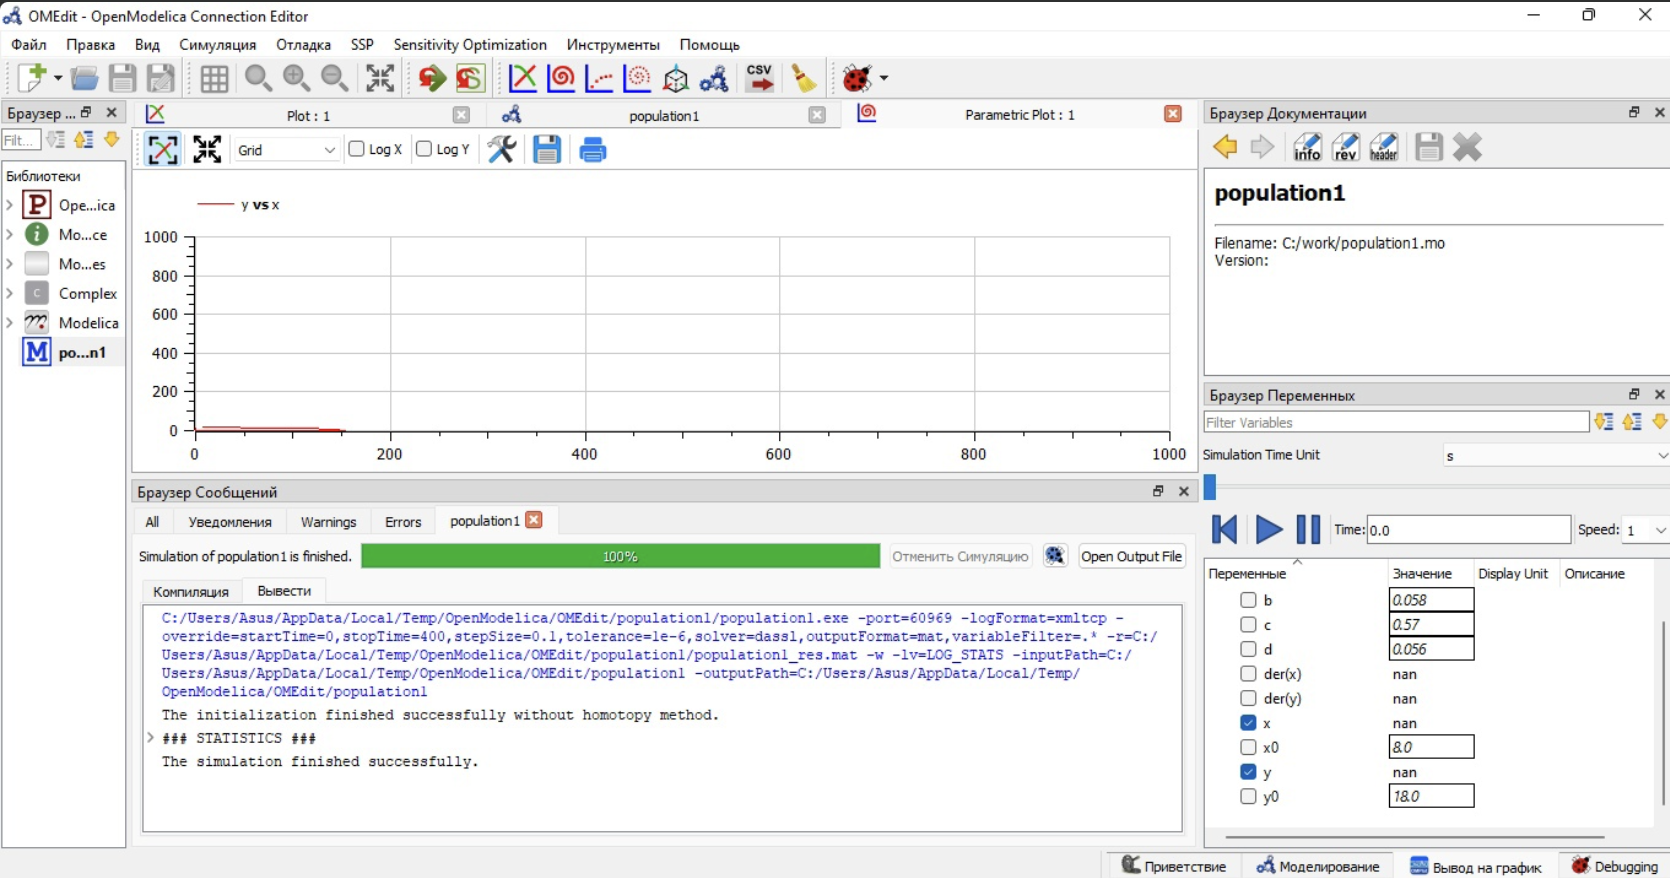 OMEdit - OpenModelica Connection Editor
Файл Правка Вид Симуляция Отладка SSP Sensitivity Optimization Инструменты Помощь
CSV
Браузер ...
Filt...
Библиотеки
P Ope...ica
i Mo...ce
Mo...es
C Complex
Modelica
M po...n1
Plot : 1
population1
Parametric Plot : 1
Grid
Log X
Log Y
y vs x
1000
800
600
400
200
0
0 200 400 600 800 1000
Браузер Сообщений
All Уведомления Warnings Errors population1
Simulation of population1 is finished.
100%
Отменить Симуляцию
Open Output File
Компиляция Вывести
C:/Users/Asus/AppData/Local/Temp/OpenModelica/OMEdit/population1/population1.exe -port=60969 -logFormat=xmltcp -
override=startTime=0,stopTime=400,stepSize=0.1,tolerance=1e-6,solver=dassl,outputFormat=mat,variableFilter=.* -r=C:/
Users/Asus/AppData/Local/Temp/OpenModelica/OMEdit/population1/population1_res.mat -w -lv=LOG_STATS -inputPath=C:/
Users/Asus/AppData/Local/Temp/OpenModelica/OMEdit/population1 -outputPath=C:/Users/Asus/AppData/Local/Temp/
OpenModelica/OMEdit/population1
The initialization finished successfully without homotopy method.
### STATISTICS ###
The simulation finished successfully.
Браузер Документации
info rev header
population1
Filename: C:/work/population1.mo
Version:
Браузер Переменных
Filter Variables
Simulation Time Unit
s
Time: 0.0
Speed: 1
Переменные Значение Display Unit Описание
b 0.058
c 0.57
d 0.056
der(x) nan
der(y) nan
x nan
x0 8.0
y nan
y0 18.0
Приветствие Моделирование Вывод на график Debugging